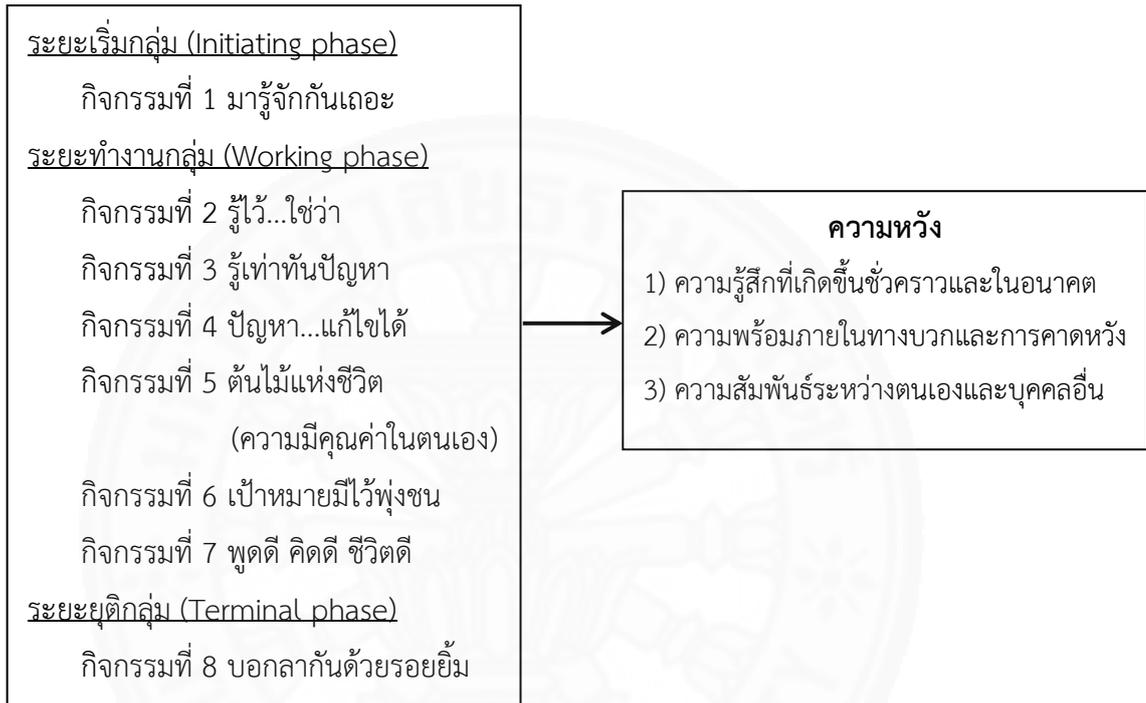 ระยะเริ่มกลุ่ม (Initiating phase)
กิจกรรมที่ 1 มารู้จักกันเถอะ
ระยะทำงานกลุ่ม (Working phase)
กิจกรรมที่ 2 รู้ไว้...ใช่ว่า
กิจกรรมที่ 3 รู้เท่าทันปัญหา
กิจกรรมที่ 4 ปัญหา...แก้ไขได้
กิจกรรมที่ 5 ต้นไม้แห่งชีวิต
(ความมีคุณค่าในตนเอง)
กิจกรรมที่ 6 เป้าหมายมีไว้พุ่งชน
กิจกรรมที่ 7 พูดดี คิดดี ชีวิตดี
ระยะยุติกลุ่ม (Terminal phase)
กิจกรรมที่ 8 บอกลากันด้วยรอยยิ้ม
ความหวัง
1) ความรู้สึกที่เกิดขึ้นชั่วคราวและในอนาคต
2) ความพร้อมภายในทางบวกและการคาดหวัง
3) ความสัมพันธ์ระหว่างตนเองและบุคคลอื่น